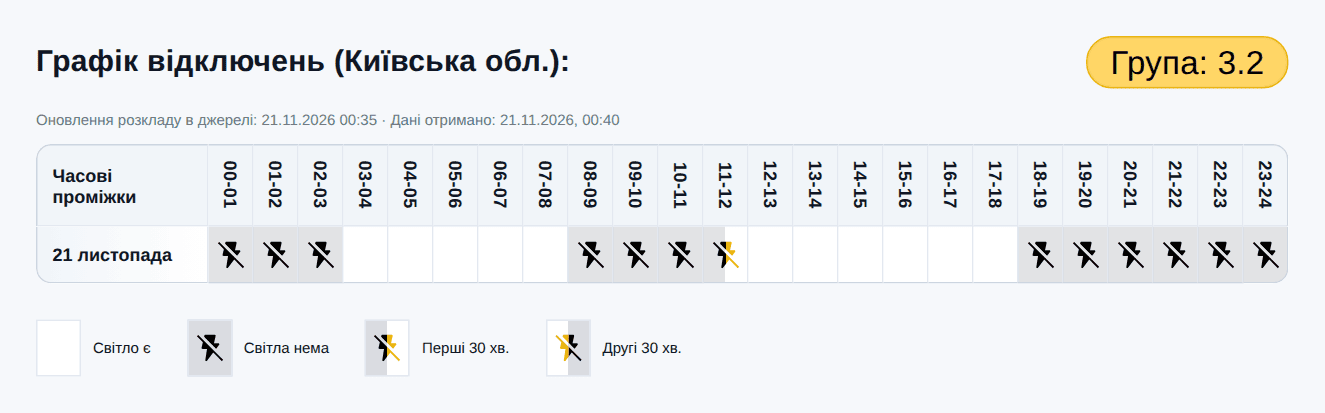 Графік відключень (Київська обл.):
Група: 3.2
Оновлення розкладу в джерелі: 21.11.2026 00:35 · Дані отримано: 21.11.2026, 00:40
Часові
проміжки
00-01 01-02 02-03 03-04 04-05 05-06 06-07 07-08 08-09 09-10 10-11 11-12 12-13 13-14 14-15 15-16 16-17 17-18 18-19 19-20 20-21 21-22 22-23 23-24
21 листопада
Світло є
Світла нема
Перші 30 хв.
Другі 30 хв.